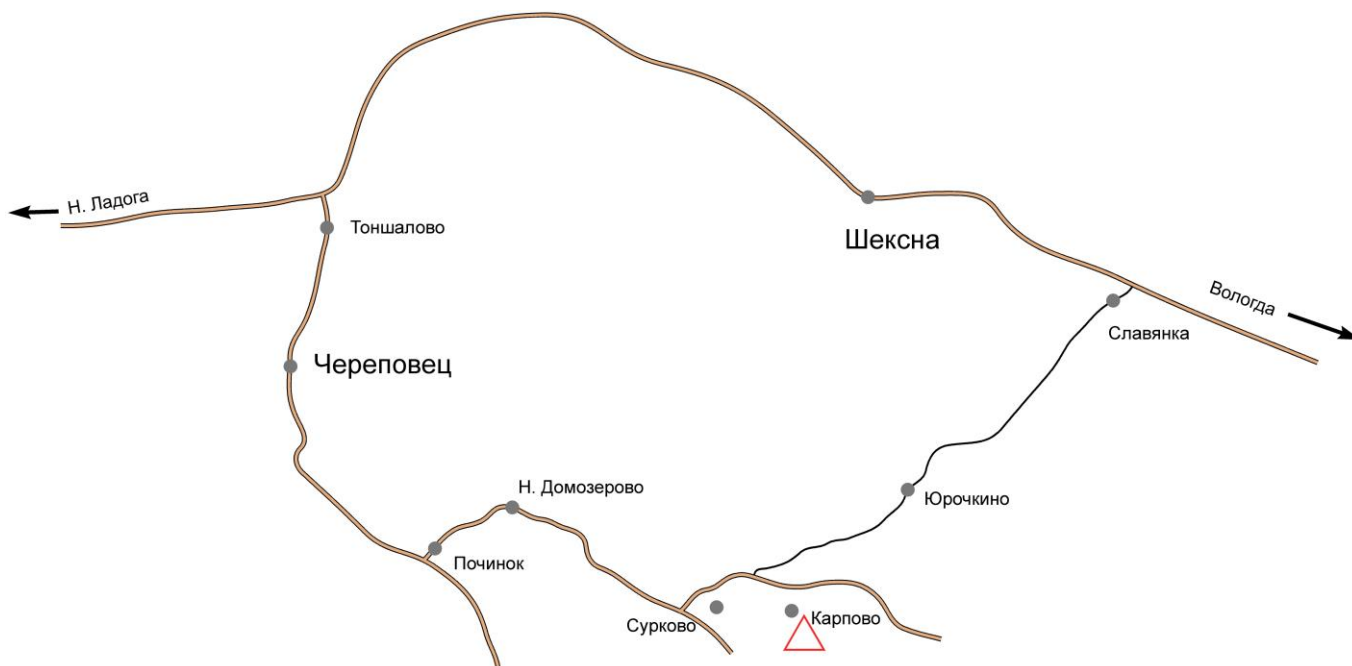 Н. Ладога
Тоншалово
Шексна
Вологда
Славянка
Череповец
Н. Домозерово
Юрочкино
Починок
Сурково
Карпово